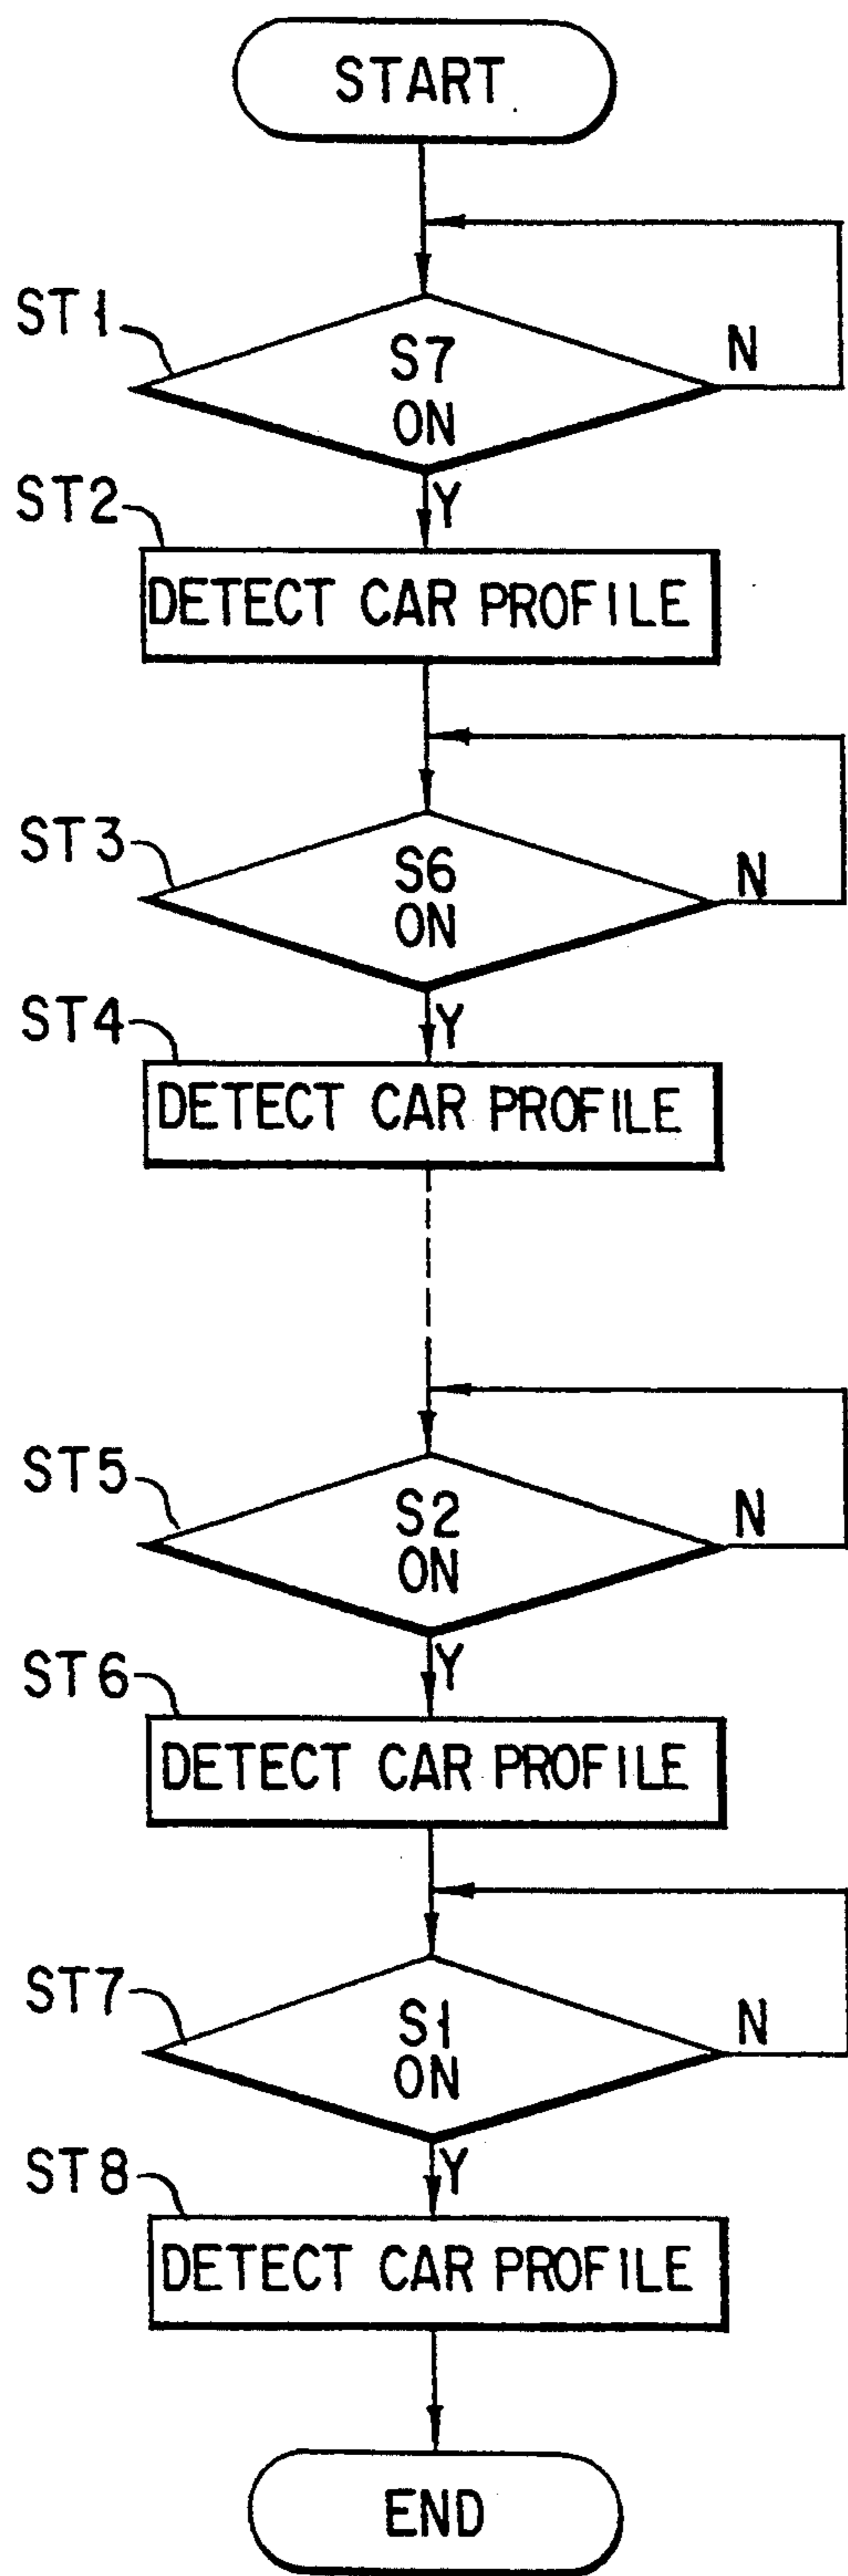 START
ST1
S7
ON
N
Y
ST2
DETECT CAR PROFILE
ST3
S6
ON
N
Y
ST4
DETECT CAR PROFILE
ST5
S2
ON
N
Y
ST6
DETECT CAR PROFILE
ST7
S1
ON
N
Y
ST8
DETECT CAR PROFILE
END